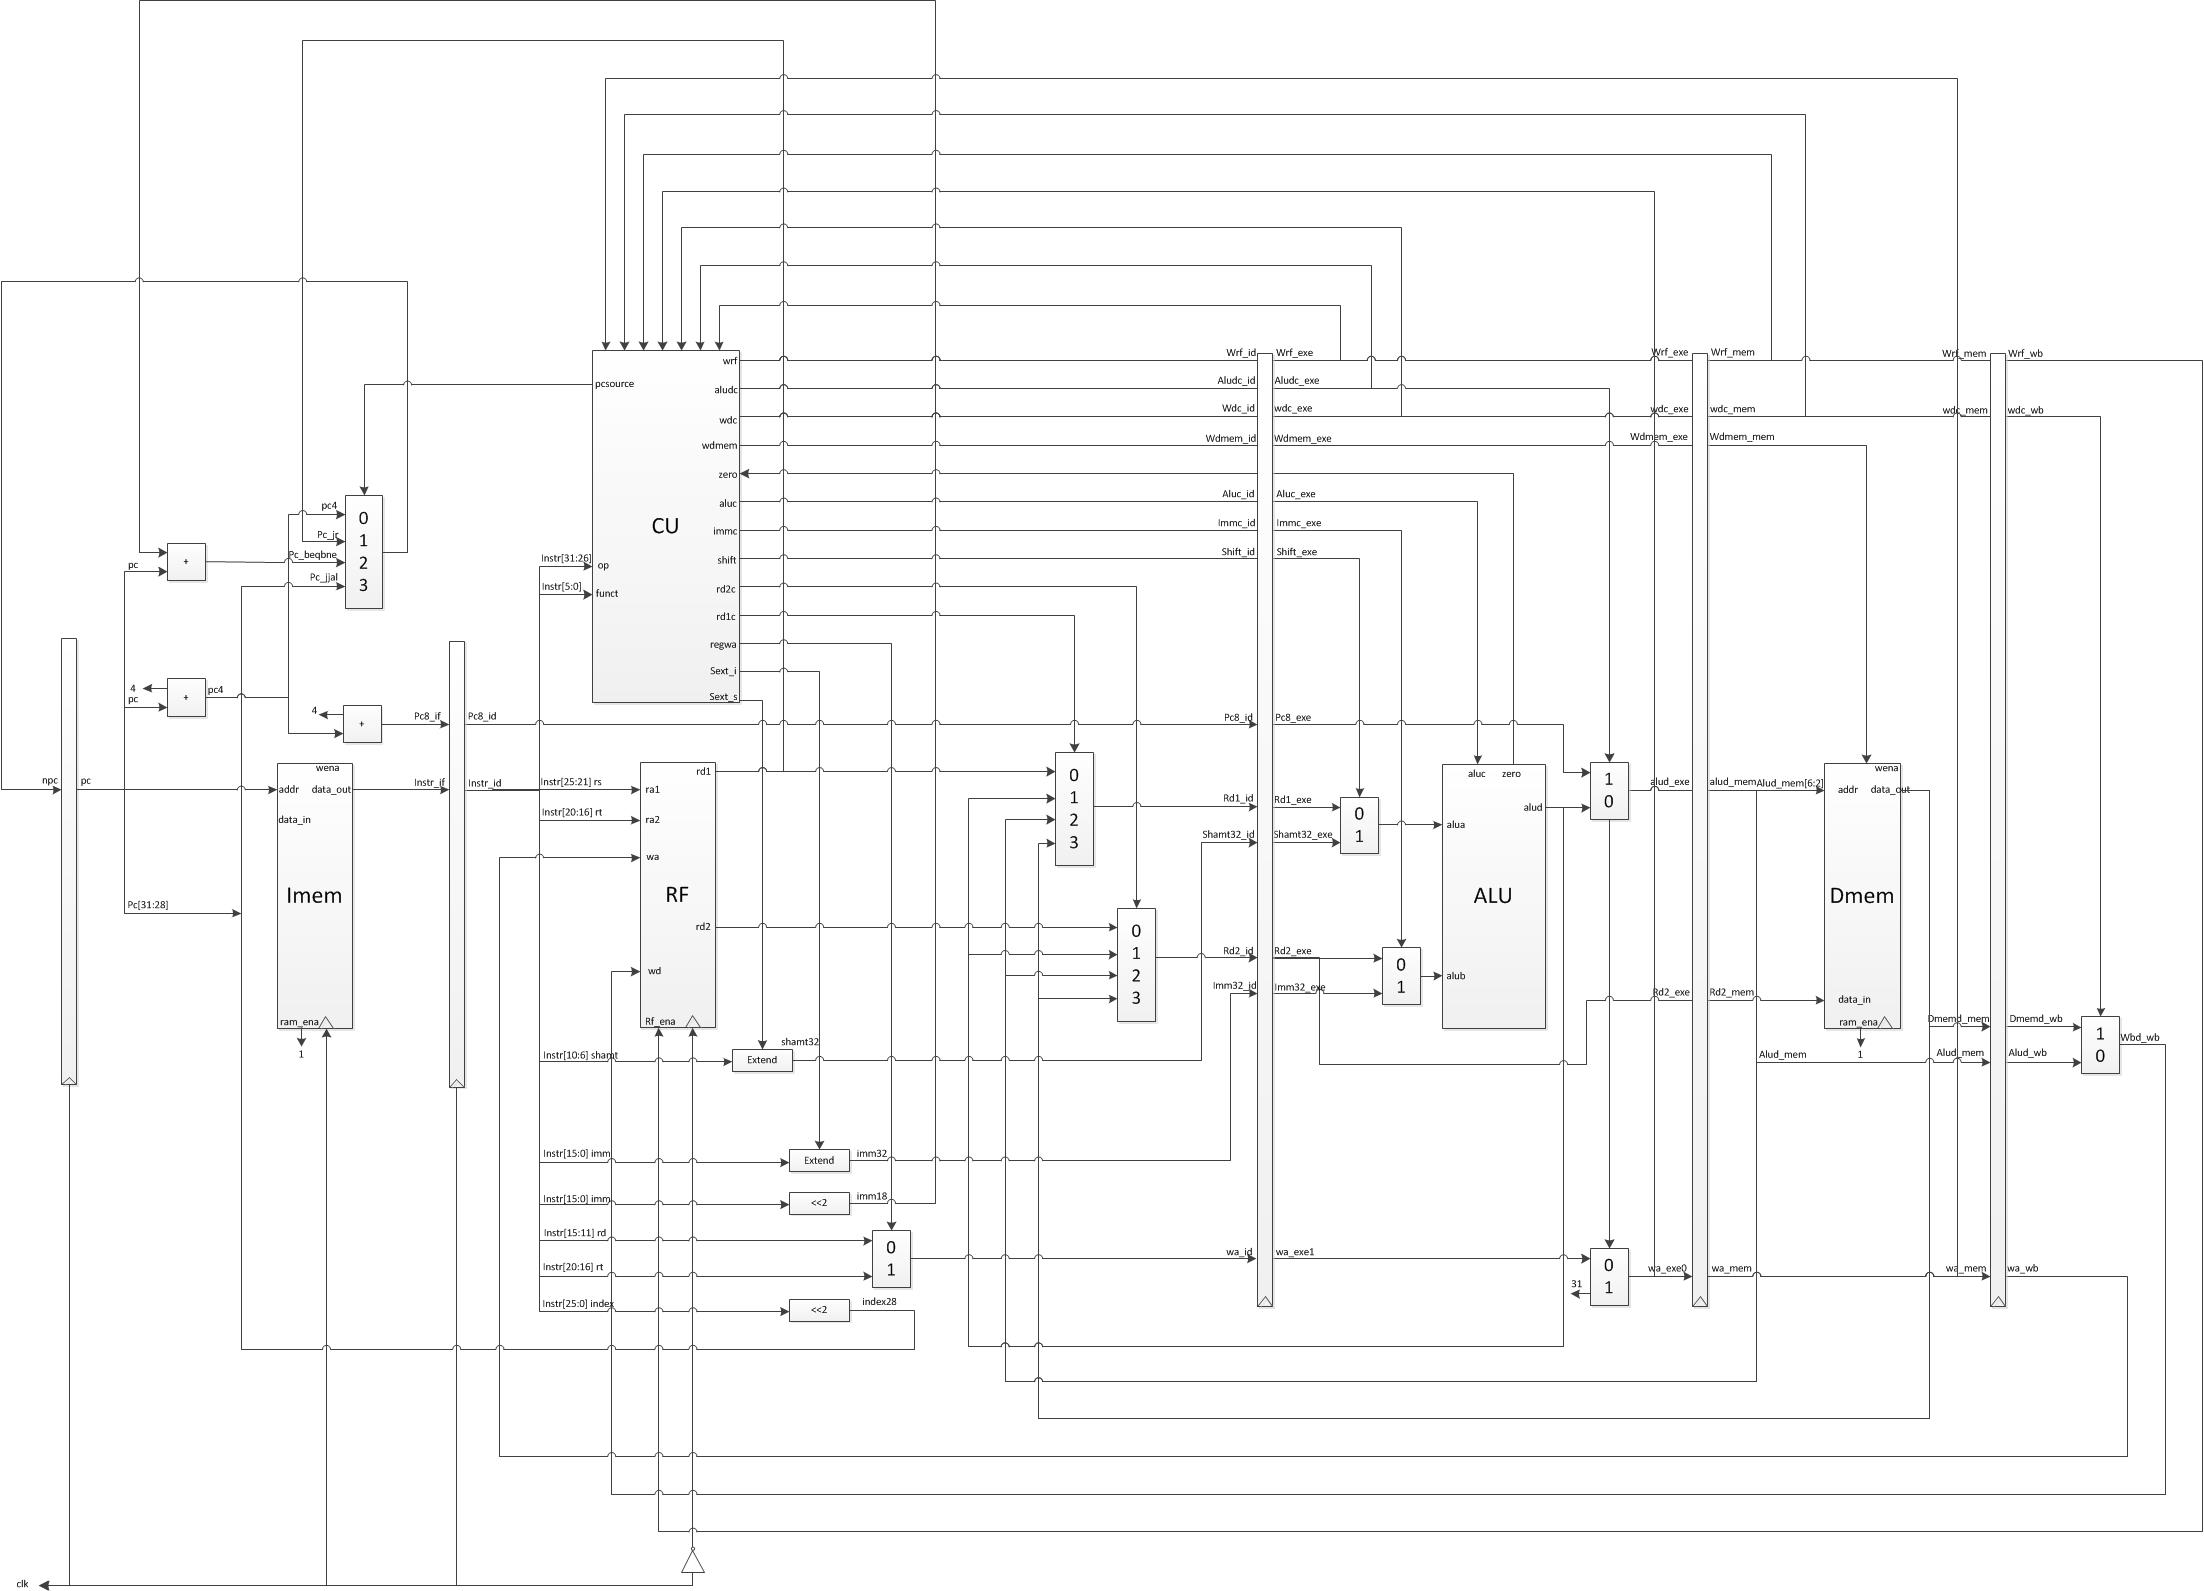 wrf
Wrf_id
Wrf_exe
Wrf_exe
Wrf_mem
Wrf_mem
Wrf_wb
pcsource
aludc
Aludc_id
Aludc_exe
wdc
Wdc_id
wdc_exe
wdc_exe
wdc_mem
wdc_mem
wdc_wb
wdmem
Wdmem_id
Wdmem_exe
Wdmem_exe
Wdmem_mem
zero
aluc
Aluc_id
Aluc_exe
CU
immc
Immc_id
Immc_exe
shift
Shift_id
Shift_exe
rd2c
rd1c
regwa
Sext_i
Sext_s
Instr[31:26]
op
Instr[5:0]
funct
pc4
Pc_jr
Pc_beqbne
Pc_jjal
0
1
2
3
pc
+
4
pc
+
pc4
4
+
Pc8_if
Pc8_id
Pc8_id
Pc8_exe
npc
pc
wena
addr
data_out
data_in
Imem
ram_ena
1
Pc[31:28]
Instr_if
Instr_id
Instr[25:21] rs
Instr[20:16] rt
rd1
ra1
ra2
wa
RF
rd2
wd
Rf_ena
0
1
2
3
0
1
2
3
Rd1_id
Rd1_exe
Shamt32_id
Shamt32_exe
0
1
Rd2_id
Rd2_exe
Imm32_id
Imm32_exe
0
1
aluc
zero
alud
alua
ALU
alub
1
0
alud_exe
alud_mem
Alud_mem[6:2]
wena
addr
data_out
Dmem
data_in
ram_ena
1
Rd2_exe
Rd2_mem
Dmemd_mem
Dmemd_wb
Alud_mem
Alud_mem
Alud_wb
1
0
Wbd_wb
Instr[10:6] shamt
Extend
shamt32
Instr[15:0] imm
Extend
imm32
Instr[15:0] imm
<<2
imm18
Instr[15:11] rd
Instr[20:16] rt
0
1
wa_id
wa_exe1
0
1
31
wa_exe0
wa_mem
wa_mem
wa_wb
Instr[25:0] index
<<2
index28
clk